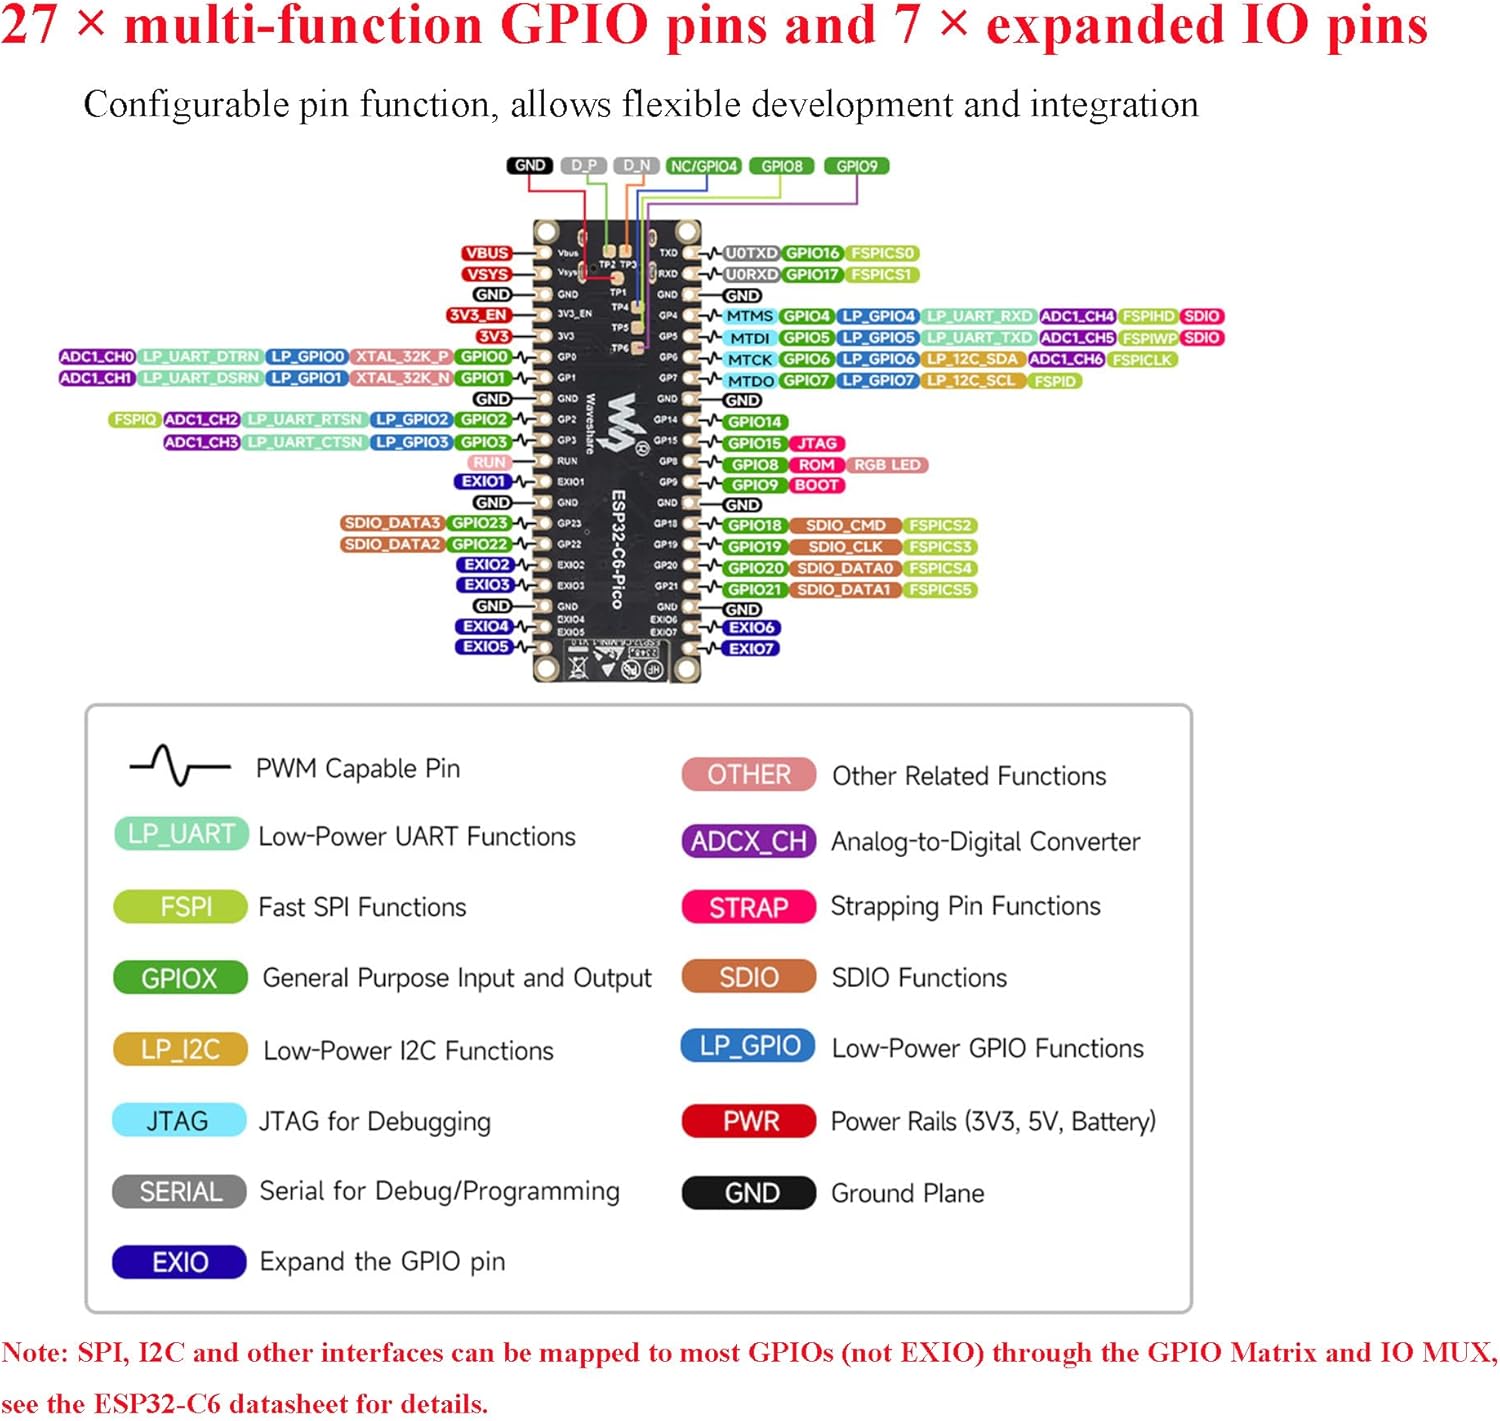 27 × multi-function GPIO pins and 7 × expanded IO pins
Configurable pin function, allows flexible development and integration
GND D_P D_N NC/GPIO4 GPIO8 GPIO9
VBUS Vbus TP2 TP3 TXD U0TXD GPIO16 FSPICS0
VSYS Vsys RXD U0RXD GPIO17 FSPICS1
GND GND TP1 GND GND
3V3_EN 3V3_EN TP4 GP4 MTMS GPIO4 LP_GPIO4 LP_UART_RXD ADC1_CH4 FSPIHD SDIO
3V3 3V3 TP5 GP5 MTDI GPIO5 LP_GPIO5 LP_UART_TXD ADC1_CH5 FSPIWP SDIO
ADC1_CH0 LP_UART_DTRN LP_GPIO0 XTAL_32K_P GPIO0 GP0 TP6 GP6 MTCK GPIO6 LP_GPIO6 LP_12C_SDA ADC1_CH6 FSPICLK
ADC1_CH1 LP_UART_DSRN LP_GPIO1 XTAL_32K_N GPIO1 GP1 GP7 MTDO GPIO7 LP_GPIO7 LP_12C_SCL FSPID
GND GND GND GND
FSPIQ ADC1_CH2 LP_UART_RTSN LP_GPIO2 GPIO2 GP2 GP14 GPIO14
ADC1_CH3 LP_UART_CTSN LP_GPIO3 GPIO3 GP3 GP15 GPIO15 JTAG
RUN RUN GP8 GPIO8 ROM RGB LED
EXIO1 EXIO1 GP9 GPIO9 BOOT
GND GND GND GND
SDIO_DATA3 GPIO23 GP23 GP18 GPIO18 SDIO_CMD FSPICS2
SDIO_DATA2 GPIO22 GP22 GP19 GPIO19 SDIO_CLK FSPICS3
EXIO2 EXIO2 GP20 GPIO20 SDIO_DATA0 FSPICS4
EXIO3 EXIO3 GP21 GPIO21 SDIO_DATA1 FSPICS5
GND GND GND GND
EXIO4 EXIO4 EXIO6 EXIO6
EXIO5 EXIO5 EXIO7 EXIO7
Waveshare ®
ESP32-C6-Pico
PWM Capable Pin
LP_UART Low-Power UART Functions
FSPI Fast SPI Functions
GPIOX General Purpose Input and Output
LP_I2C Low-Power I2C Functions
JTAG JTAG for Debugging
SERIAL Serial for Debug/Programming
EXIO Expand the GPIO pin
OTHER Other Related Functions
ADCX_CH Analog-to-Digital Converter
STRAP Strapping Pin Functions
SDIO SDIO Functions
LP_GPIO Low-Power GPIO Functions
PWR Power Rails (3V3, 5V, Battery)
GND Ground Plane
Note: SPI, I2C and other interfaces can be mapped to most GPIOs (not EXIO) through the GPIO Matrix and IO MUX,
see the ESP32-C6 datasheet for details.